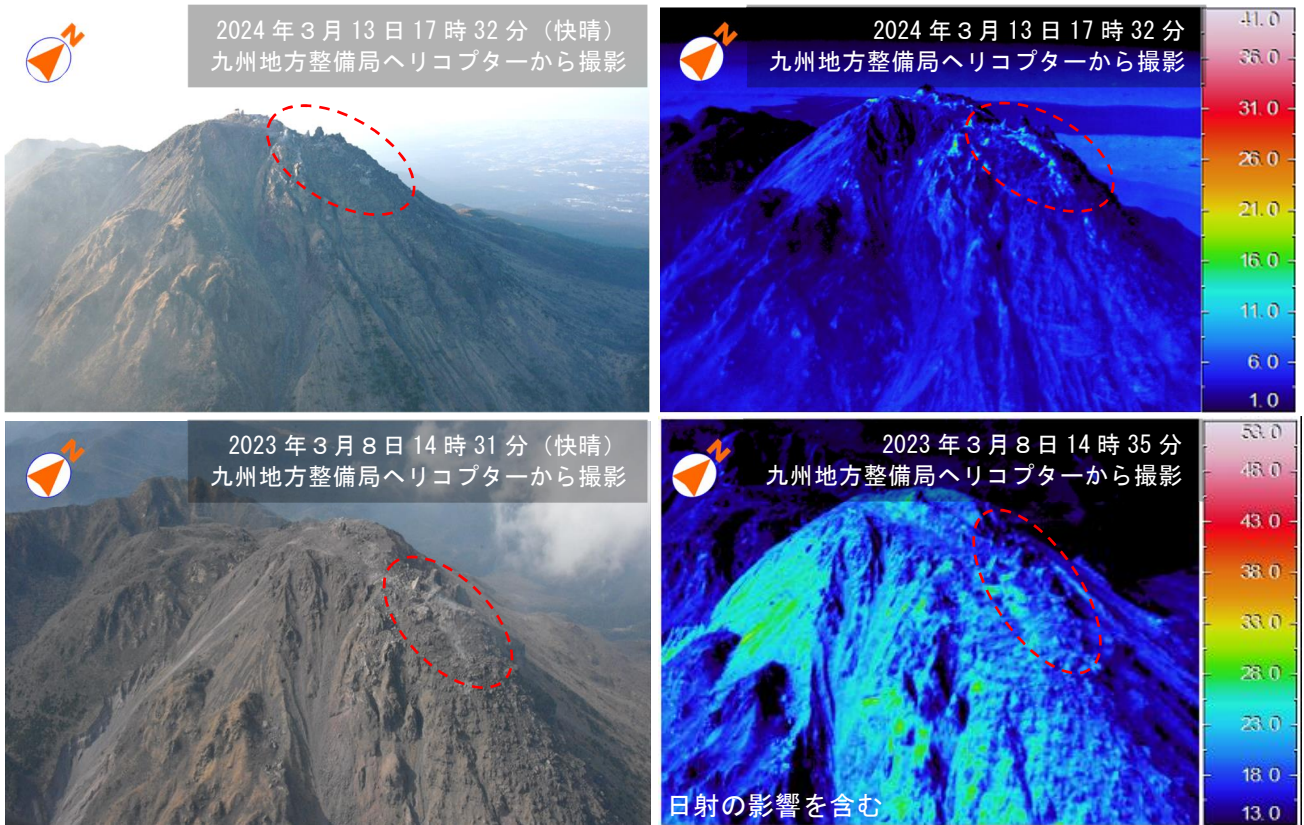 N
2024年3月13日17時32分（快晴）
九州地方整備局ヘリコプターから撮影
N
2024年3月13日17時32分
九州地方整備局ヘリコプターから撮影
41.0
36.0
31.0
26.0
21.0
16.0
11.0
6.0
1.0
N
2023年3月8日14時31分（快晴）
九州地方整備局ヘリコプターから撮影
N
2023年3月8日14時35分
九州地方整備局ヘリコプターから撮影
53.0
48.0
43.0
38.0
33.0
28.0
23.0
18.0
13.0
日射の影響を含む